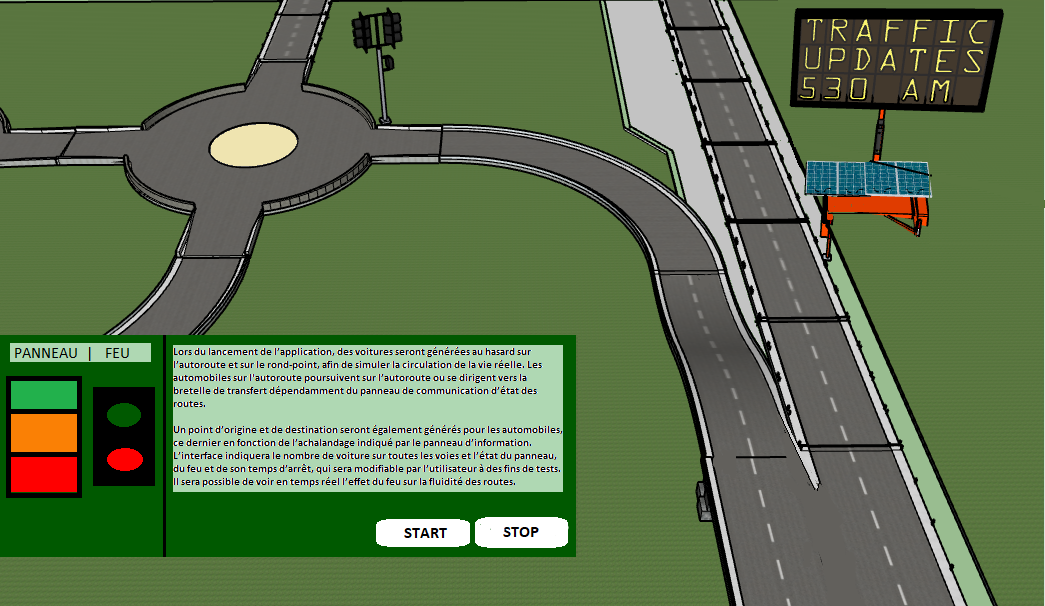 TRAFFIC
UPDATES
530 AM
PANNEAU | FEU
Lors du lancement de l'application, des voitures seront générées au hasard sur
l'autoroute et sur le rond-point, afin de simuler la circulation de la vie réelle. Les
automobiles sur l'autoroute poursuivent sur l'autoroute ou se dirigent vers la
bretelle de transfert dépendamment du panneau de communication d'état des
routes.
Un point d'origine et de destination seront également générés pour les automobiles,
ce dernier en fonction de l'achalandage indiqué par le panneau d'information.
L'interface indiquera le nombre de voiture sur toutes les voies et l'état du panneau,
du feu et de son temps d'arrêt, qui sera modifiable par l'utilisateur à des fins de tests.
Il sera possible de voir en temps réel l'effet du feu sur la fluidité des routes.
START
STOP